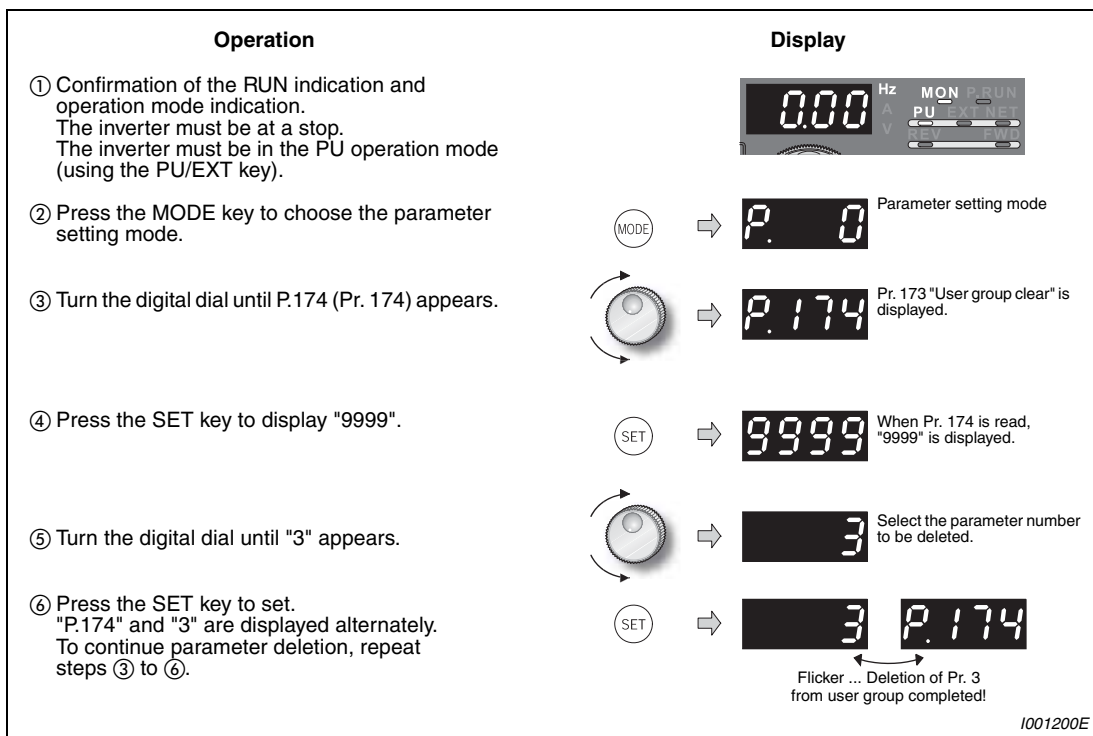 Operation
Display
① Confirmation of the RUN indication and
operation mode indication.
The inverter must be at a stop.
The inverter must be in the PU operation mode
(using the PU/EXT key).
0.00 Hz MON P.RUN
A PU EXT NET
V REV FWD
② Press the MODE key to choose the parameter
setting mode.
MODE
P. 0
Parameter setting mode
③ Turn the digital dial until P.174 (Pr. 174) appears.
P.174
Pr. 173 "User group clear" is
displayed.
④ Press the SET key to display "9999".
SET
9999
When Pr. 174 is read,
"9999" is displayed.
⑤ Turn the digital dial until "3" appears.
3
Select the parameter number
to be deleted.
⑥ Press the SET key to set.
"P.174" and "3" are displayed alternately.
To continue parameter deletion, repeat
steps ③ to ⑥.
SET
3 P.174
Flicker ... Deletion of Pr. 3
from user group completed!
I001200E